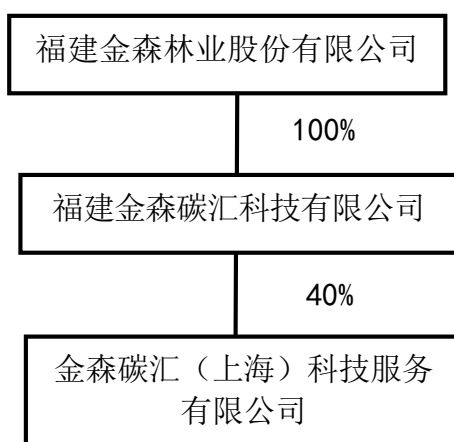 福建金森林业股份有限公司
100%
福建金森碳汇科技有限公司
40%
金森碳汇（上海）科技服务
有限公司